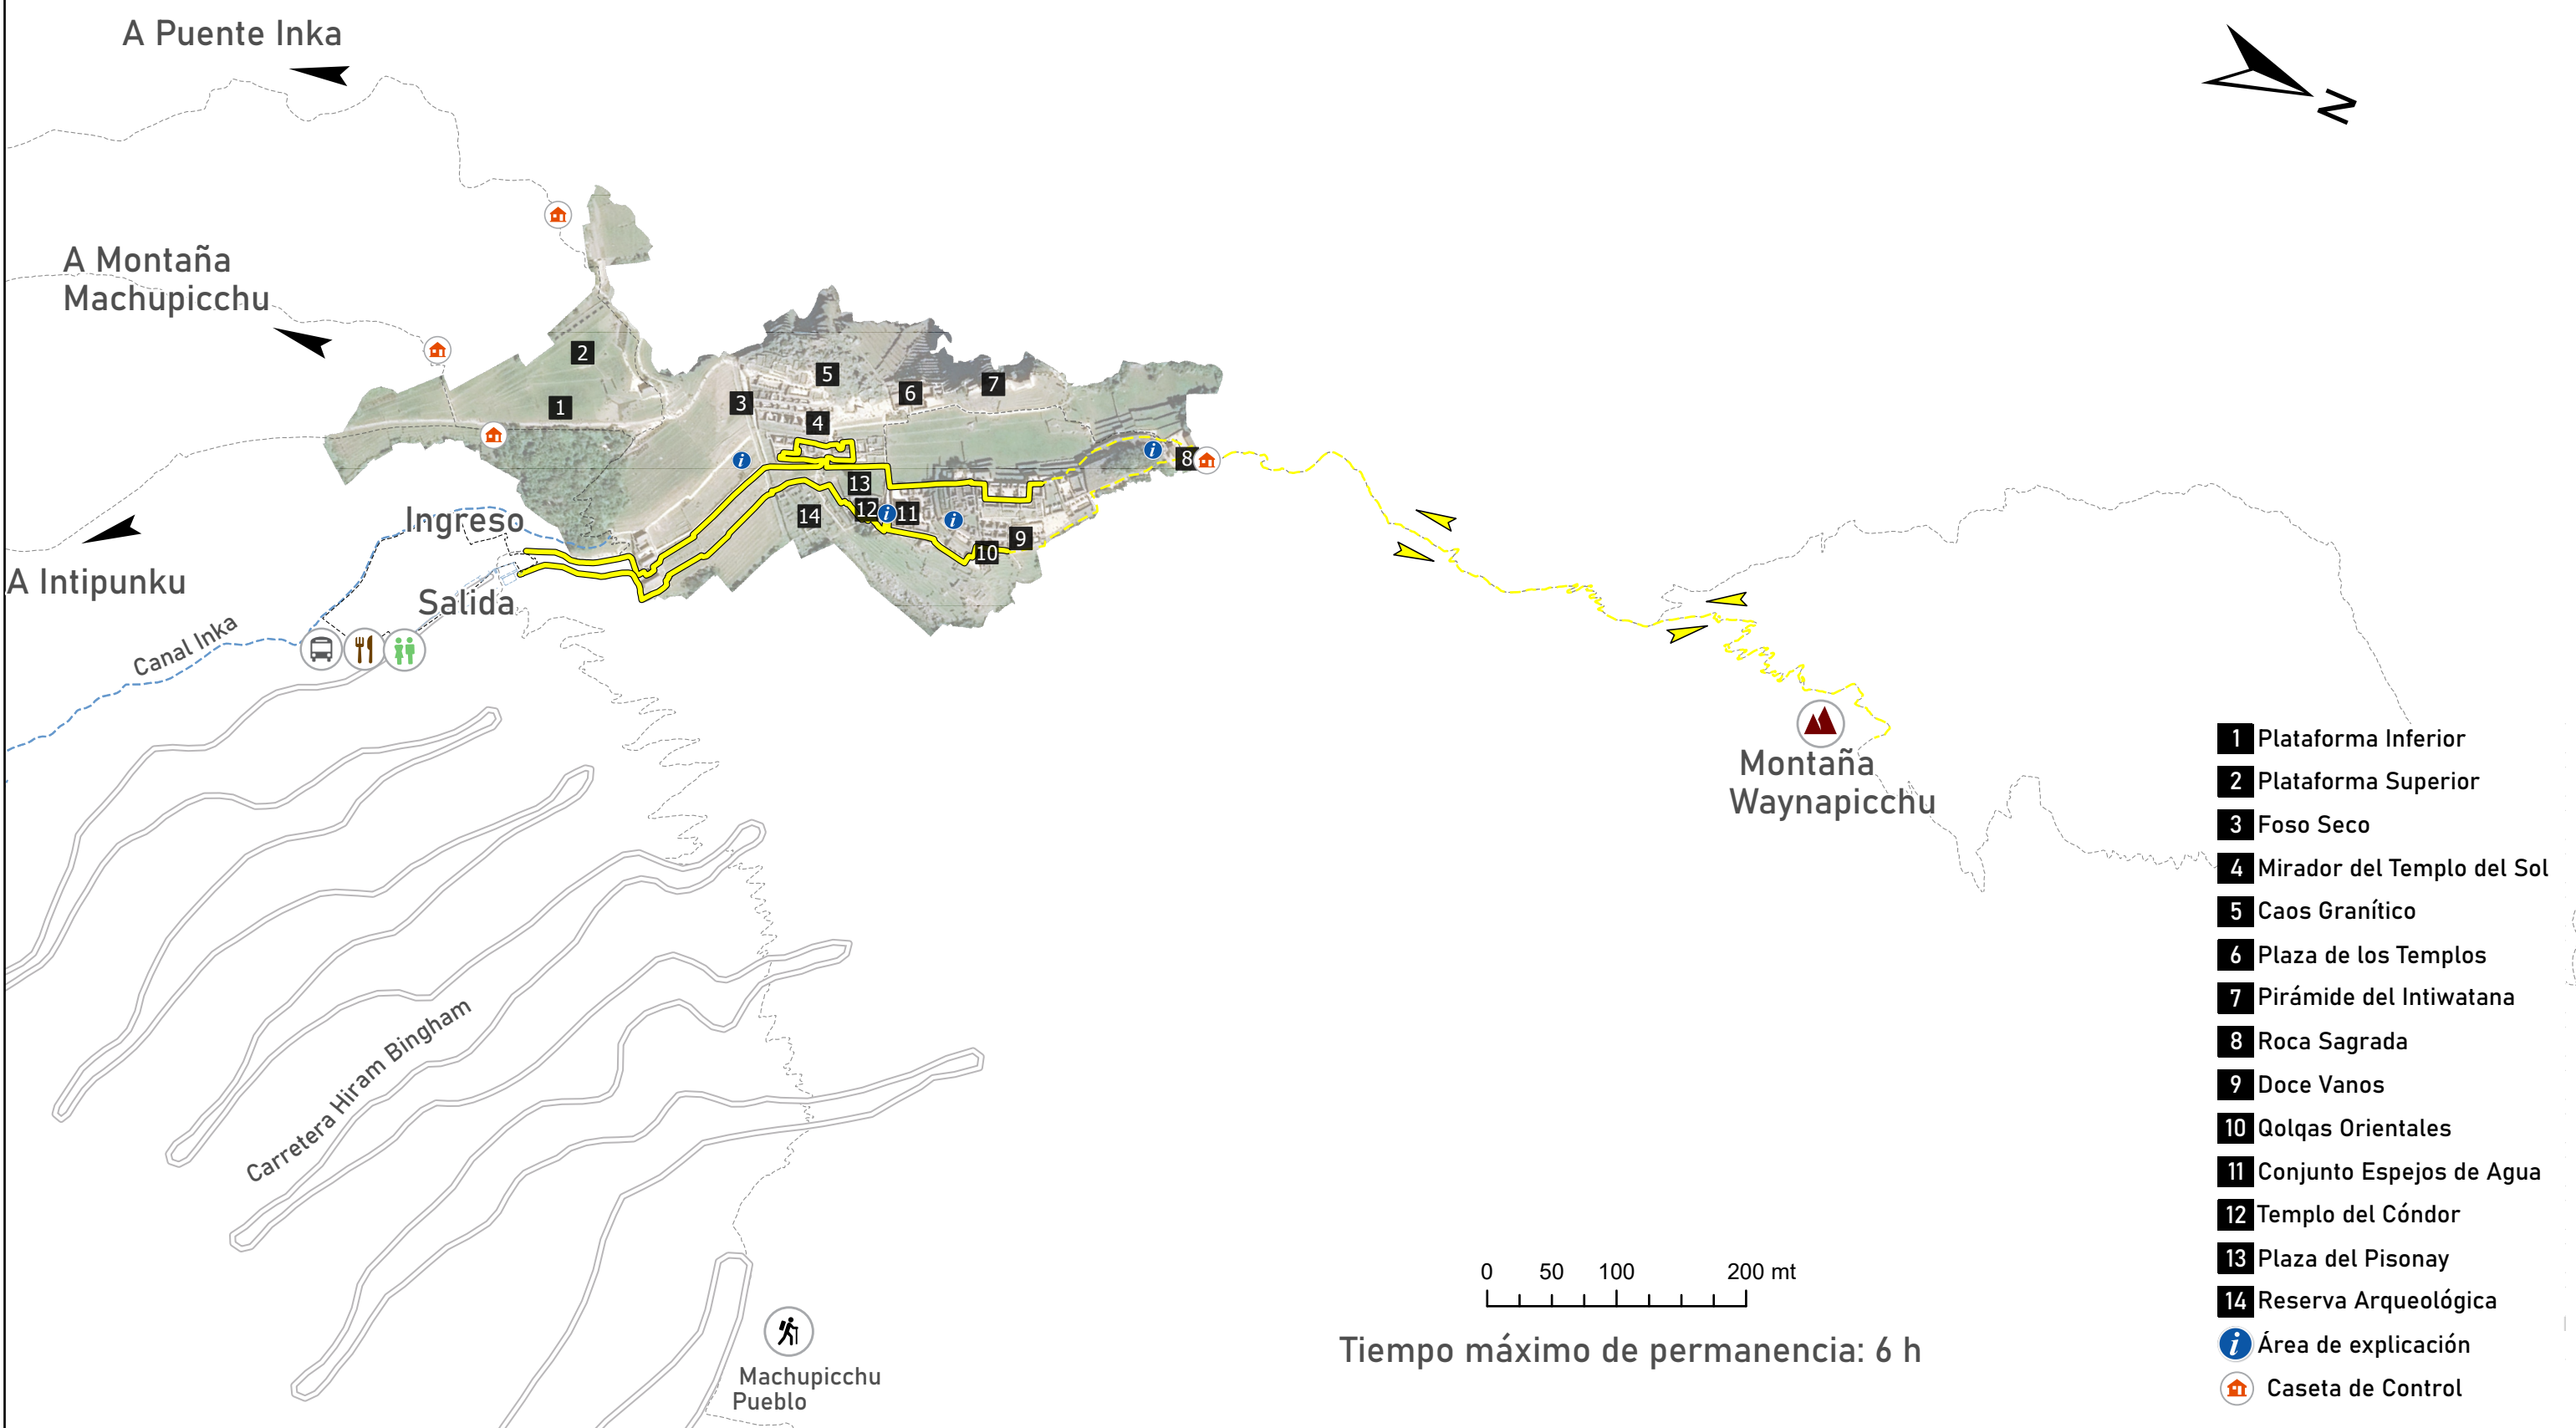 A Puente Inka
N
A Montaña
Machupicchu
2
5
7
6
1
3
4
8
13
12
11
14
9
10
Ingreso
A Intipunku
Salida
Canal Inka
Montaña
Waynapicchu
Carretera Hiram Bingham
Machupicchu
Pueblo
0 50 100 200 mt
Tiempo máximo de permanencia: 6 h
1 Plataforma Inferior
2 Plataforma Superior
3 Foso Seco
4 Mirador del Templo del Sol
5 Caos Granítico
6 Plaza de los Templos
7 Pirámide del Intiwatana
8 Roca Sagrada
9 Doce Vanos
10 Qolqas Orientales
11 Conjunto Espejos de Agua
12 Templo del Cóndor
13 Plaza del Pisonay
14 Reserva Arqueológica
i Área de explicación
Caseta de Control